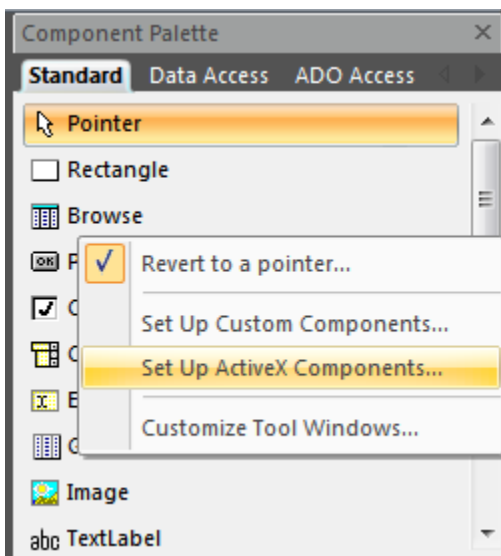 Component Palette
Standard Data Access ADO Access
Pointer
Rectangle
Browse
Revert to a pointer...
Set Up Custom Components...
Set Up ActiveX Components...
Customize Tool Windows...
Image
abc TextLabel